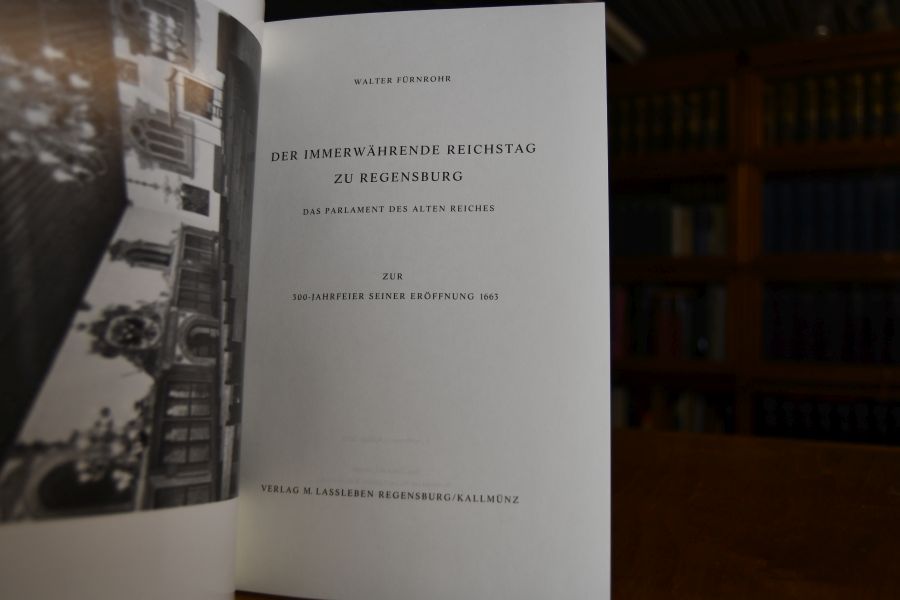 WALTER FÜRNROHR
DER IMMERWÄHRENDE REICHSTAG
ZU REGENSBURG
DAS PARLAMENT DES ALTEN REICHES
ZUR
300-JAHRFEIER SEINER ERÖFFNUNG 1663
VERLAG M. LASSLEBEN REGENSBURG/KALLMÜNZ